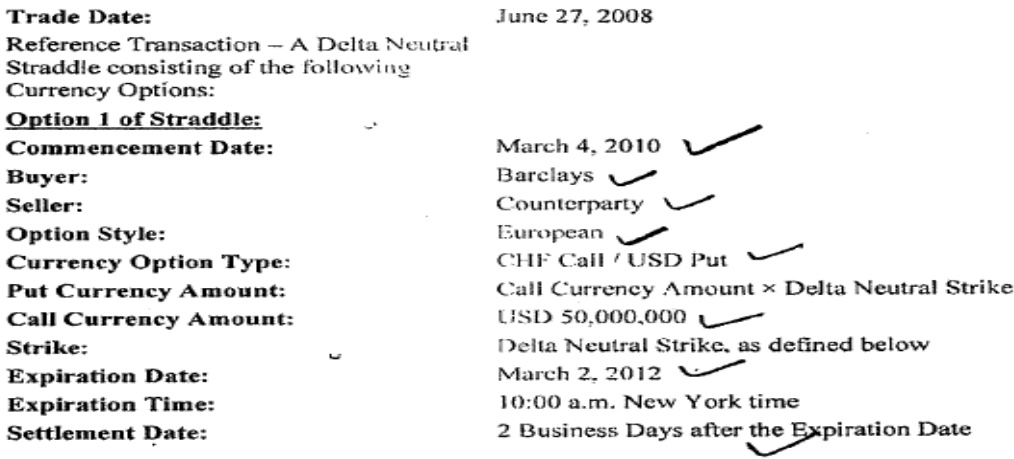 Trade Date: June 27, 2008
Reference Transaction – A Delta Neutral
Straddle consisting of the following
Currency Options:
Option 1 of Straddle:
Commencement Date: March 4, 2010
Buyer: Barclays
Seller: Counterparty
Option Style: European
Currency Option Type: CHF Call / USD Put
Put Currency Amount: Call Currency Amount × Delta Neutral Strike
Call Currency Amount: USD 50,000,000
Strike: Delta Neutral Strike, as defined below
Expiration Date: March 2, 2012
Expiration Time: 10:00 a.m. New York time
Settlement Date: 2 Business Days after the Expiration Date